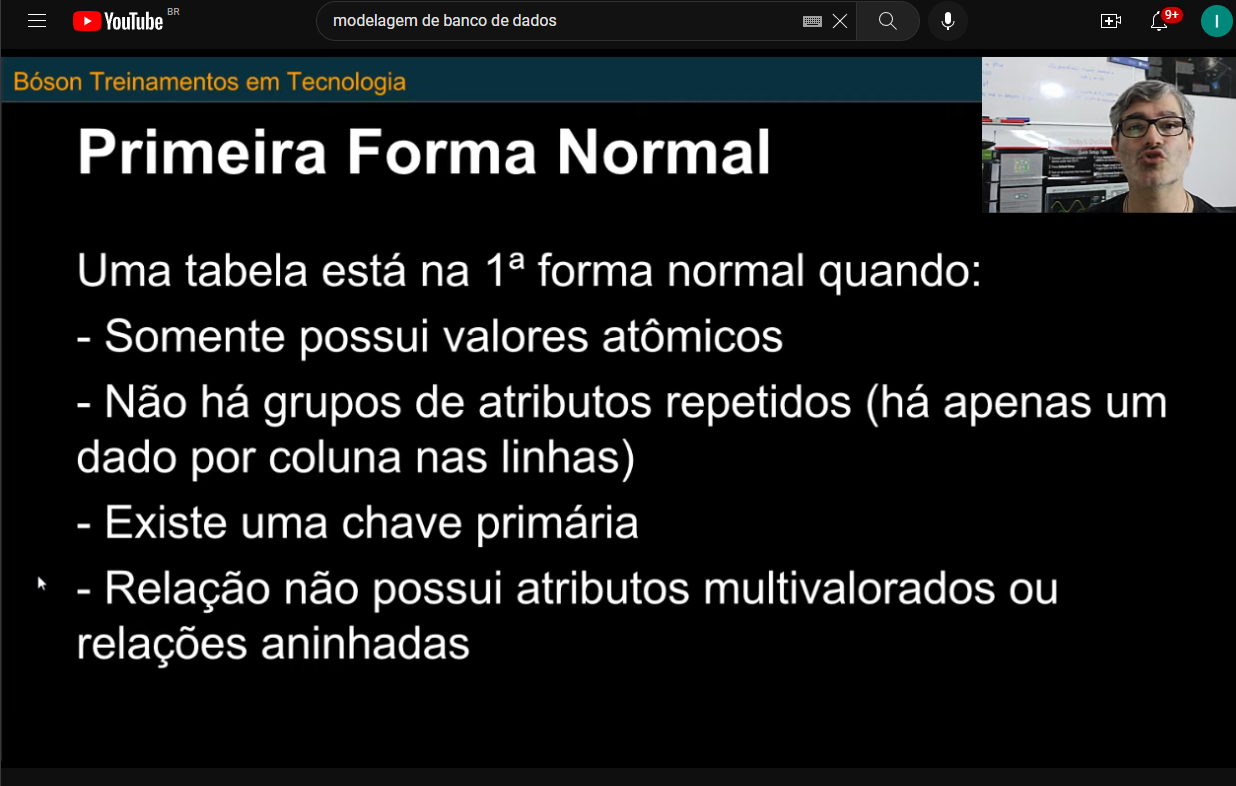 YouTube BR
modelagem de banco de dados
9+
I
Bóson Treinamentos em Tecnologia
Primeira Forma Normal
Uma tabela está na 1ª forma normal quando:
- Somente possui valores atômicos
- Não há grupos de atributos repetidos (há apenas um
dado por coluna nas linhas)
- Existe uma chave primária
- Relação não possui atributos multivalorados ou
relações aninhadas